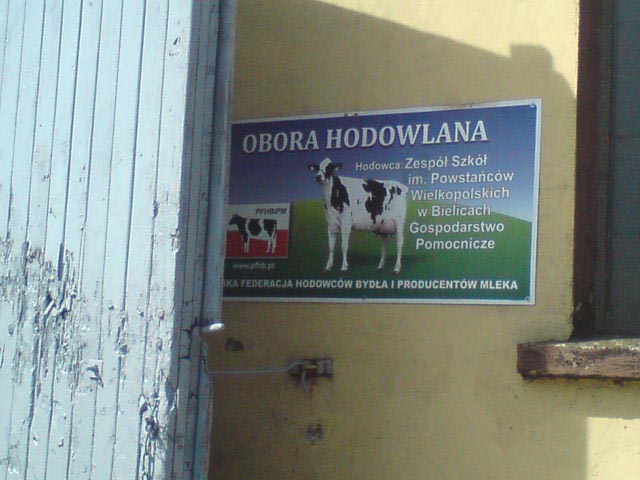 OBORA HODOWLANA
Hodowca: Zespół Szkół
im. Powstańców
Wielkopolskich
w Bielicach
Gospodarstwo
Pomocnicze
PFHBiPM
www.pfhb.pl
SKA FEDERACJA HODOWCÓW BYDŁA I PRODUCENTÓW MLEKA